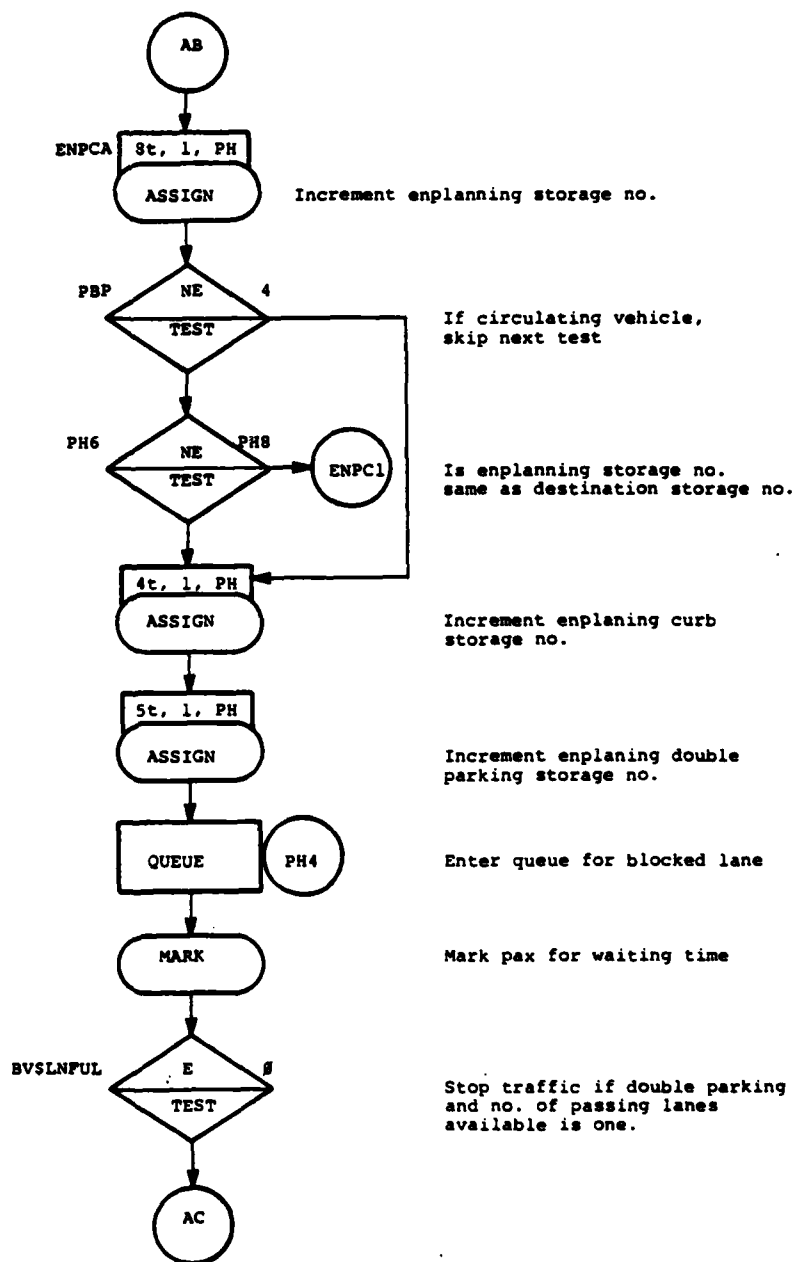 AB
ENPCA 8t, 1, PH
ASSIGN Increment enplanning storage no.
PBP NE 4
TEST
If circulating vehicle,
skip next test
PH6 NE PH8
TEST
ENPC1
Is enplanning storage no.
same as destination storage no.
4t, 1, PH
ASSIGN
Increment enplaning curb
storage no.
5t, 1, PH
ASSIGN
Increment enplaning double
parking storage no.
QUEUE PH4 Enter queue for blocked lane
MARK Mark pax for waiting time
BV$LNFUL E Ø
TEST
Stop traffic if double parking
and no. of passing lanes
available is one.
AC